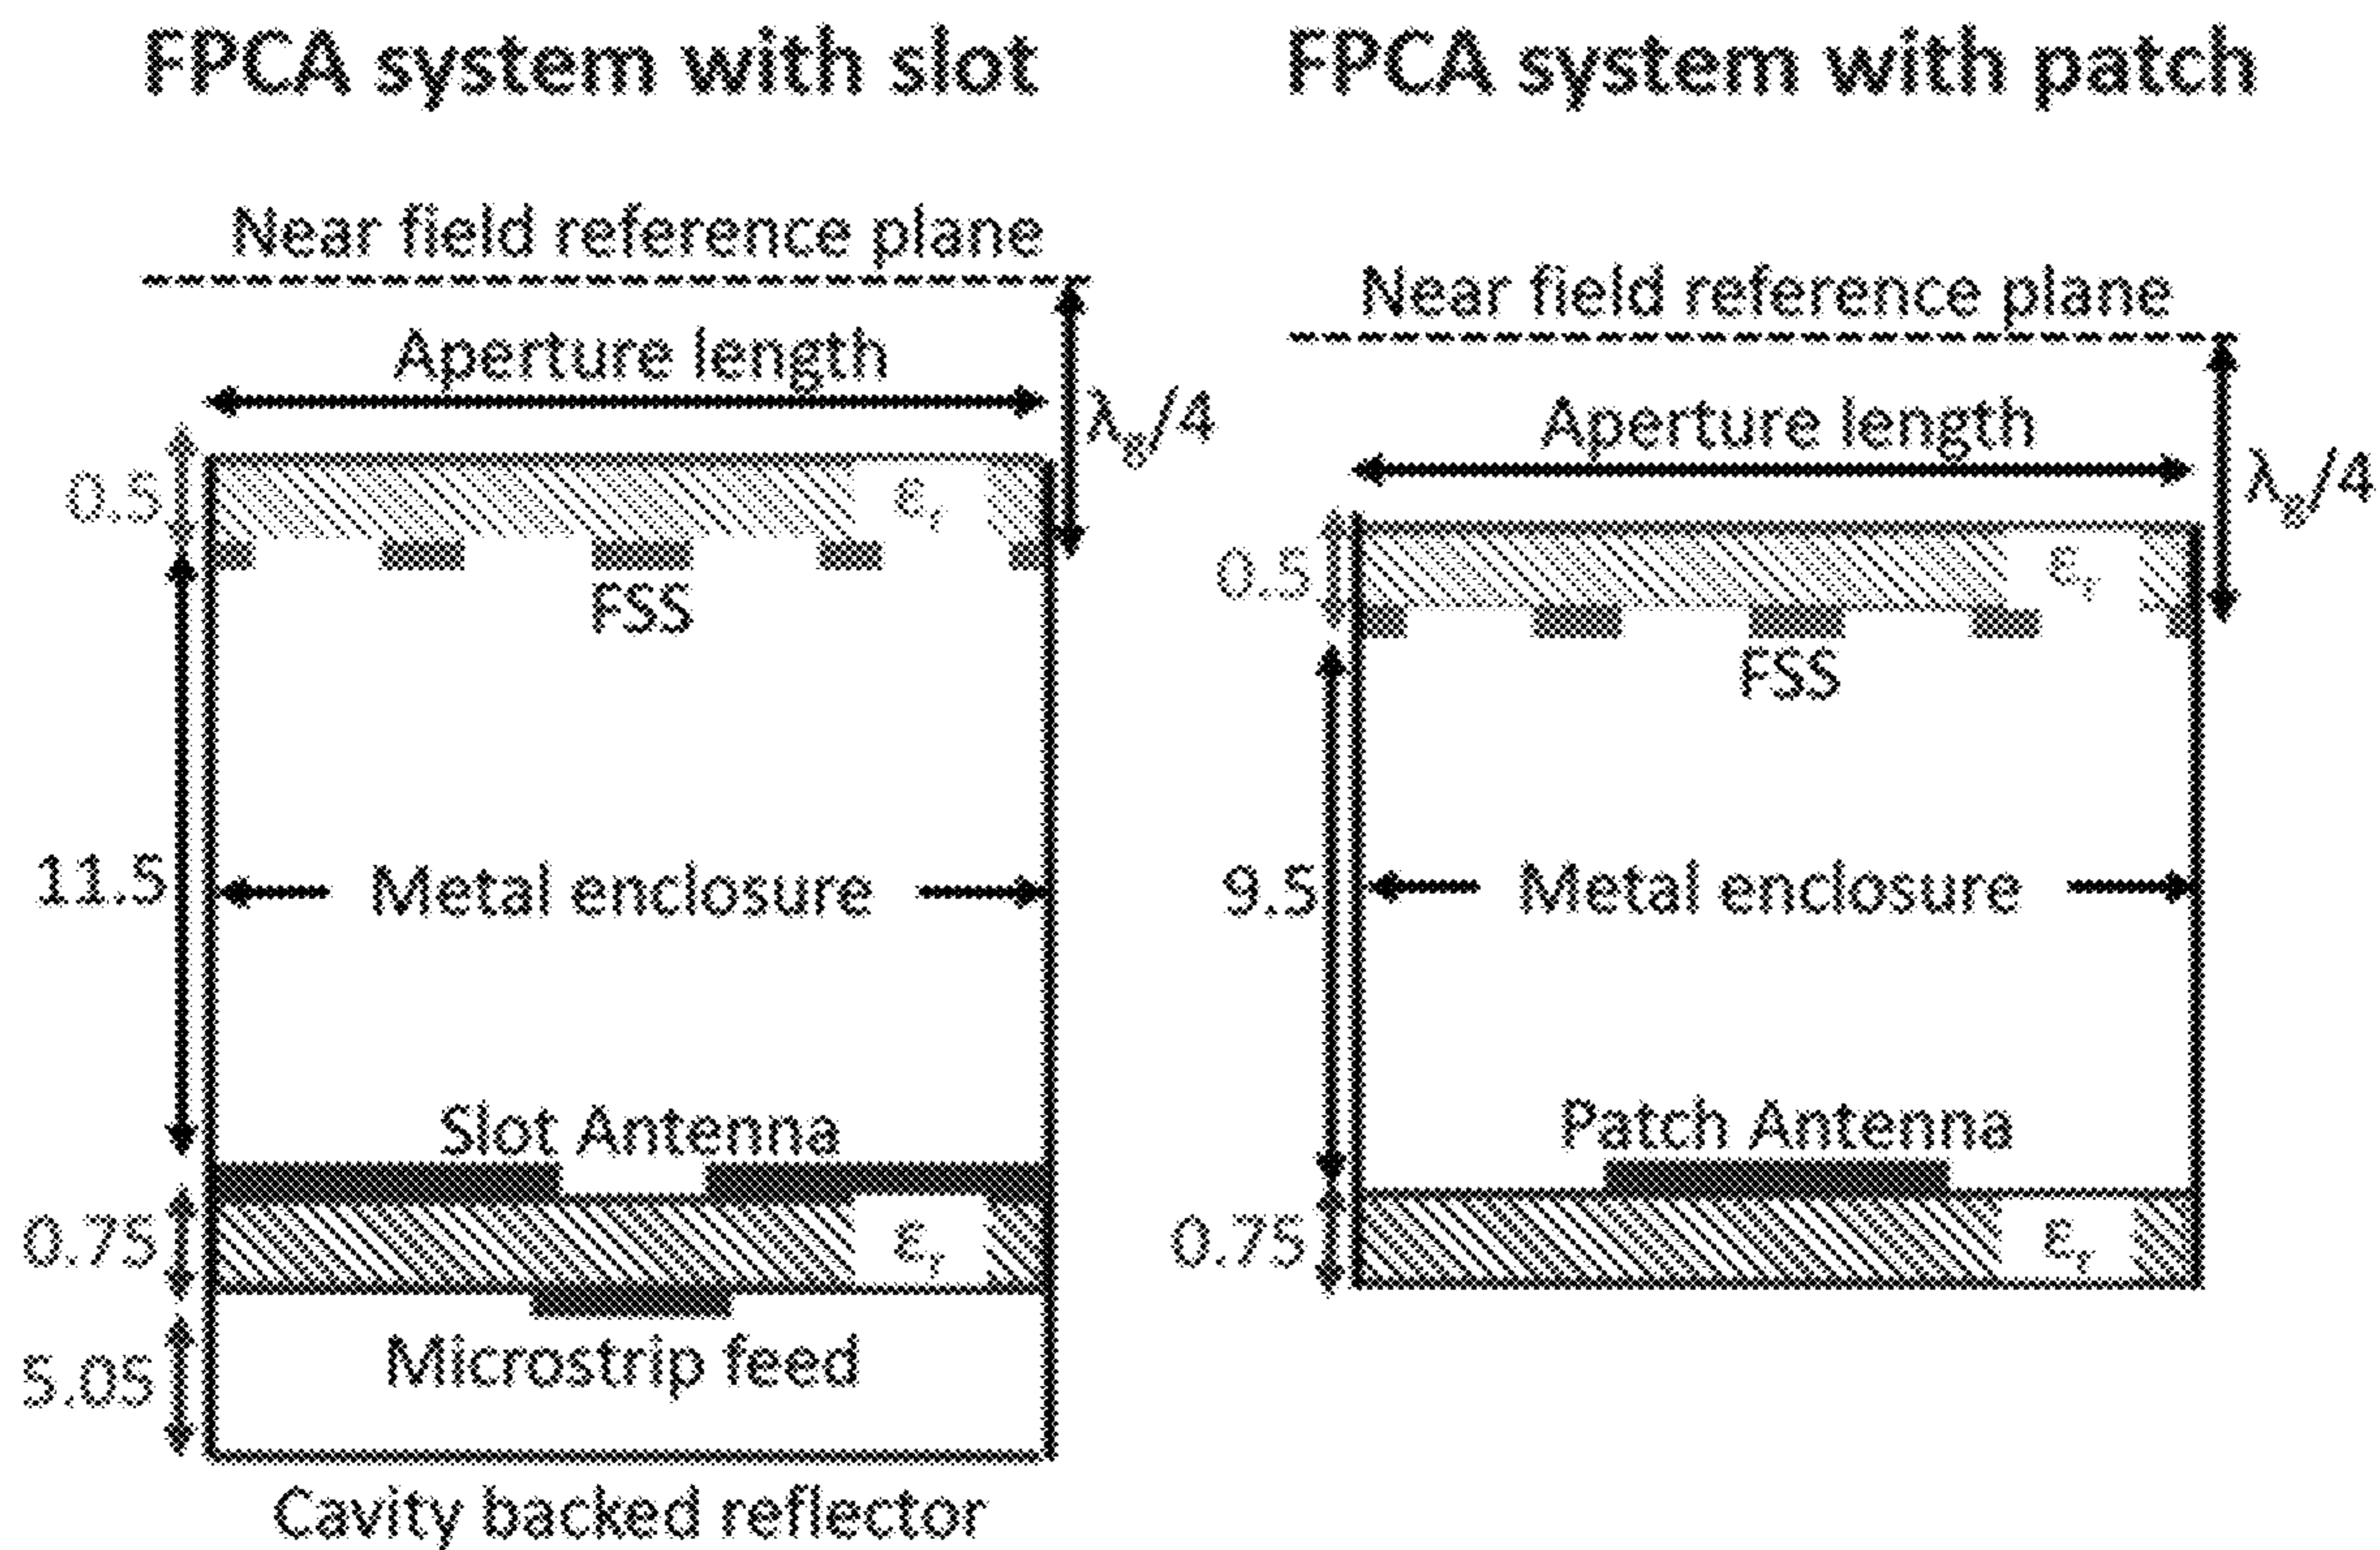 FPCA system with slot
Near field reference plane
Aperture length
λg/4
0.5
εr
FSS
11.5
Metal enclosure
Slot Antenna
0.75
εr
Microstrip feed
5.05
Cavity backed reflector
FPCA system with patch
Near field reference plane
Aperture length
λg/4
0.5
εr
FSS
9.5
Metal enclosure
Patch Antenna
0.75
εr